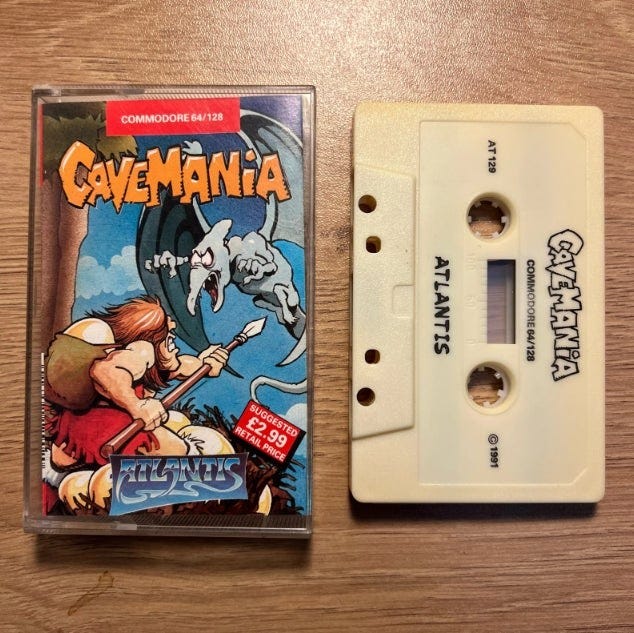 COMMODORE 64/128
CAVEMANiA
SUGGESTED
£2.99
RETAIL PRICE
ATLANTIS
AT 129
CAVEMANiA
COMMODORE 64/128
ATLANTIS
©1991